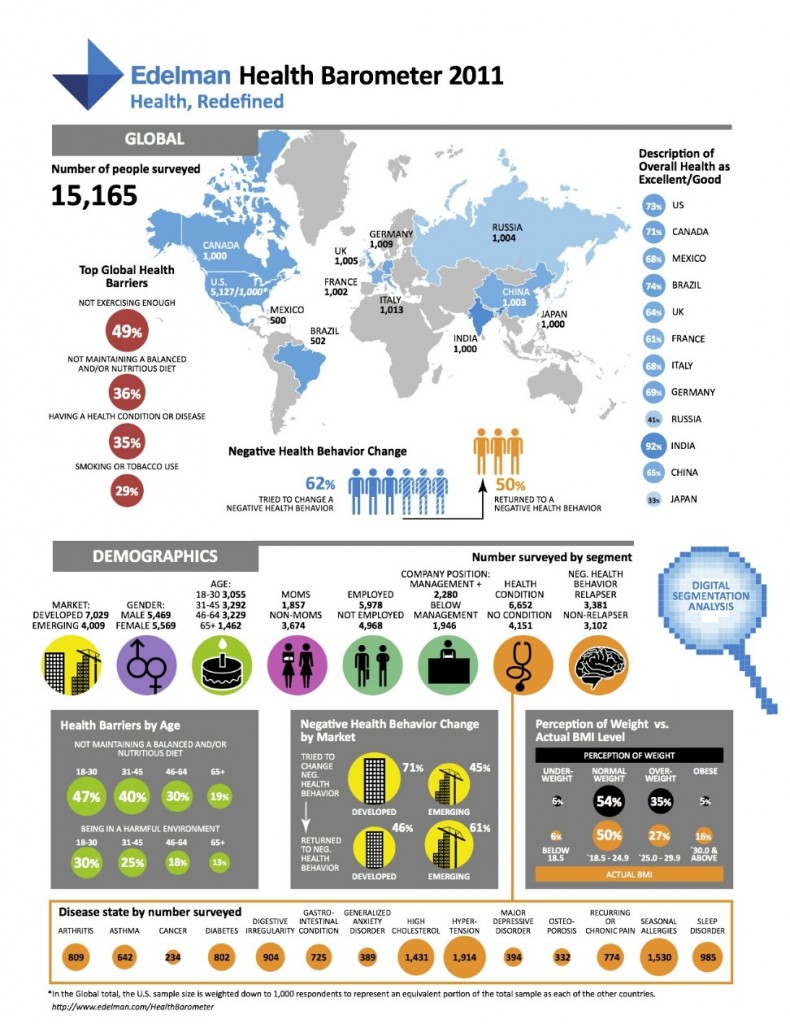 Edelman Health Barometer 2011
Health, Redefined
GLOBAL
Number of people surveyed
15,165
Top Global Health
Barriers
NOT EXERCISING ENOUGH
49%
NOT MAINTAINING A BALANCED
AND/OR NUTRITIOUS DIET
36%
HAVING A HEALTH CONDITION OR DISEASE
35%
SMOKING OR TOBACCO USE
29%
CANADA
1,000
U.S.
5,127/1,000*
MEXICO
500
BRAZIL
502
UK
1,005
GERMANY
1,009
FRANCE
1,002
ITALY
1,013
RUSSIA
1,004
CHINA
1,003
INDIA
1,000
JAPAN
1,000
Description of
Overall Health as
Excellent/Good
73% US
71% CANADA
68% MEXICO
74% BRAZIL
64% UK
61% FRANCE
68% ITALY
69% GERMANY
41% RUSSIA
92% INDIA
65% CHINA
33% JAPAN
Negative Health Behavior Change
62%
TRIED TO CHANGE A
NEGATIVE HEALTH BEHAVIOR
50%
RETURNED TO A
NEGATIVE HEALTH BEHAVIOR
DEMOGRAPHICS
Number surveyed by segment
MARKET:
DEVELOPED 7,029
EMERGING 4,009
GENDER:
MALE 5,469
FEMALE 5,569
AGE:
18-30 3,055
31-45 3,292
46-64 3,229
65+ 1,462
MOMS
1,857
NON-MOMS
3,674
EMPLOYED
5,978
NOT EMPLOYED
4,968
COMPANY POSITION:
MANAGEMENT +
2,280
BELOW
MANAGEMENT
1,946
HEALTH
CONDITION
6,652
NO CONDITION
4,151
NEG. HEALTH
BEHAVIOR
RELAPSER
3,381
NON-RELAPSER
3,102
DIGITAL
SEGMENTATION
ANALYSIS
Health Barriers by Age
NOT MAINTAINING A BALANCED AND/OR
NUTRITIOUS DIET
18-30 31-45 46-64 65+
47% 40% 30% 19%
BEING IN A HARMFUL ENVIRONMENT
18-30 31-45 46-64 65+
30% 25% 18% 13%
Negative Health Behavior Change
by Market
TRIED TO
CHANGE
NEG.
HEALTH
BEHAVIOR
71% 45%
DEVELOPED EMERGING
RETURNED
TO NEG.
HEALTH
BEHAVIOR
46% 61%
DEVELOPED EMERGING
Perception of Weight vs.
Actual BMI Level
PERCEPTION OF WEIGHT
UNDER-
WEIGHT
NORMAL
WEIGHT
OVER-
WEIGHT
OBESE
6% 54% 35% 5%
6% 50% 27% 16%
BELOW
18.5
˜18.5 - 24.9
˜25.0 - 29.9
˜30.0 &
ABOVE
ACTUAL BMI
Disease state by number surveyed
ARTHRITIS
809
ASTHMA
642
CANCER
234
DIABETES
802
DIGESTIVE
IRREGULARITY
904
GASTRO-
INTESTINAL
CONDITION
725
GENERALIZED
ANXIETY
DISORDER
389
HIGH
CHOLESTEROL
1,431
HYPER-
TENSION
1,914
MAJOR
DEPRESSIVE
DISORDER
394
OSTEO-
POROSIS
332
RECURRING
OR
CHRONIC PAIN
774
SEASONAL
ALLERGIES
1,530
SLEEP
DISORDER
985
*In the Global total, the U.S. sample size is weighted down to 1,000 respondents to represent an equivalent portion of the total sample as each of the other countries.
http://www.edelman.com/HealthBarometer